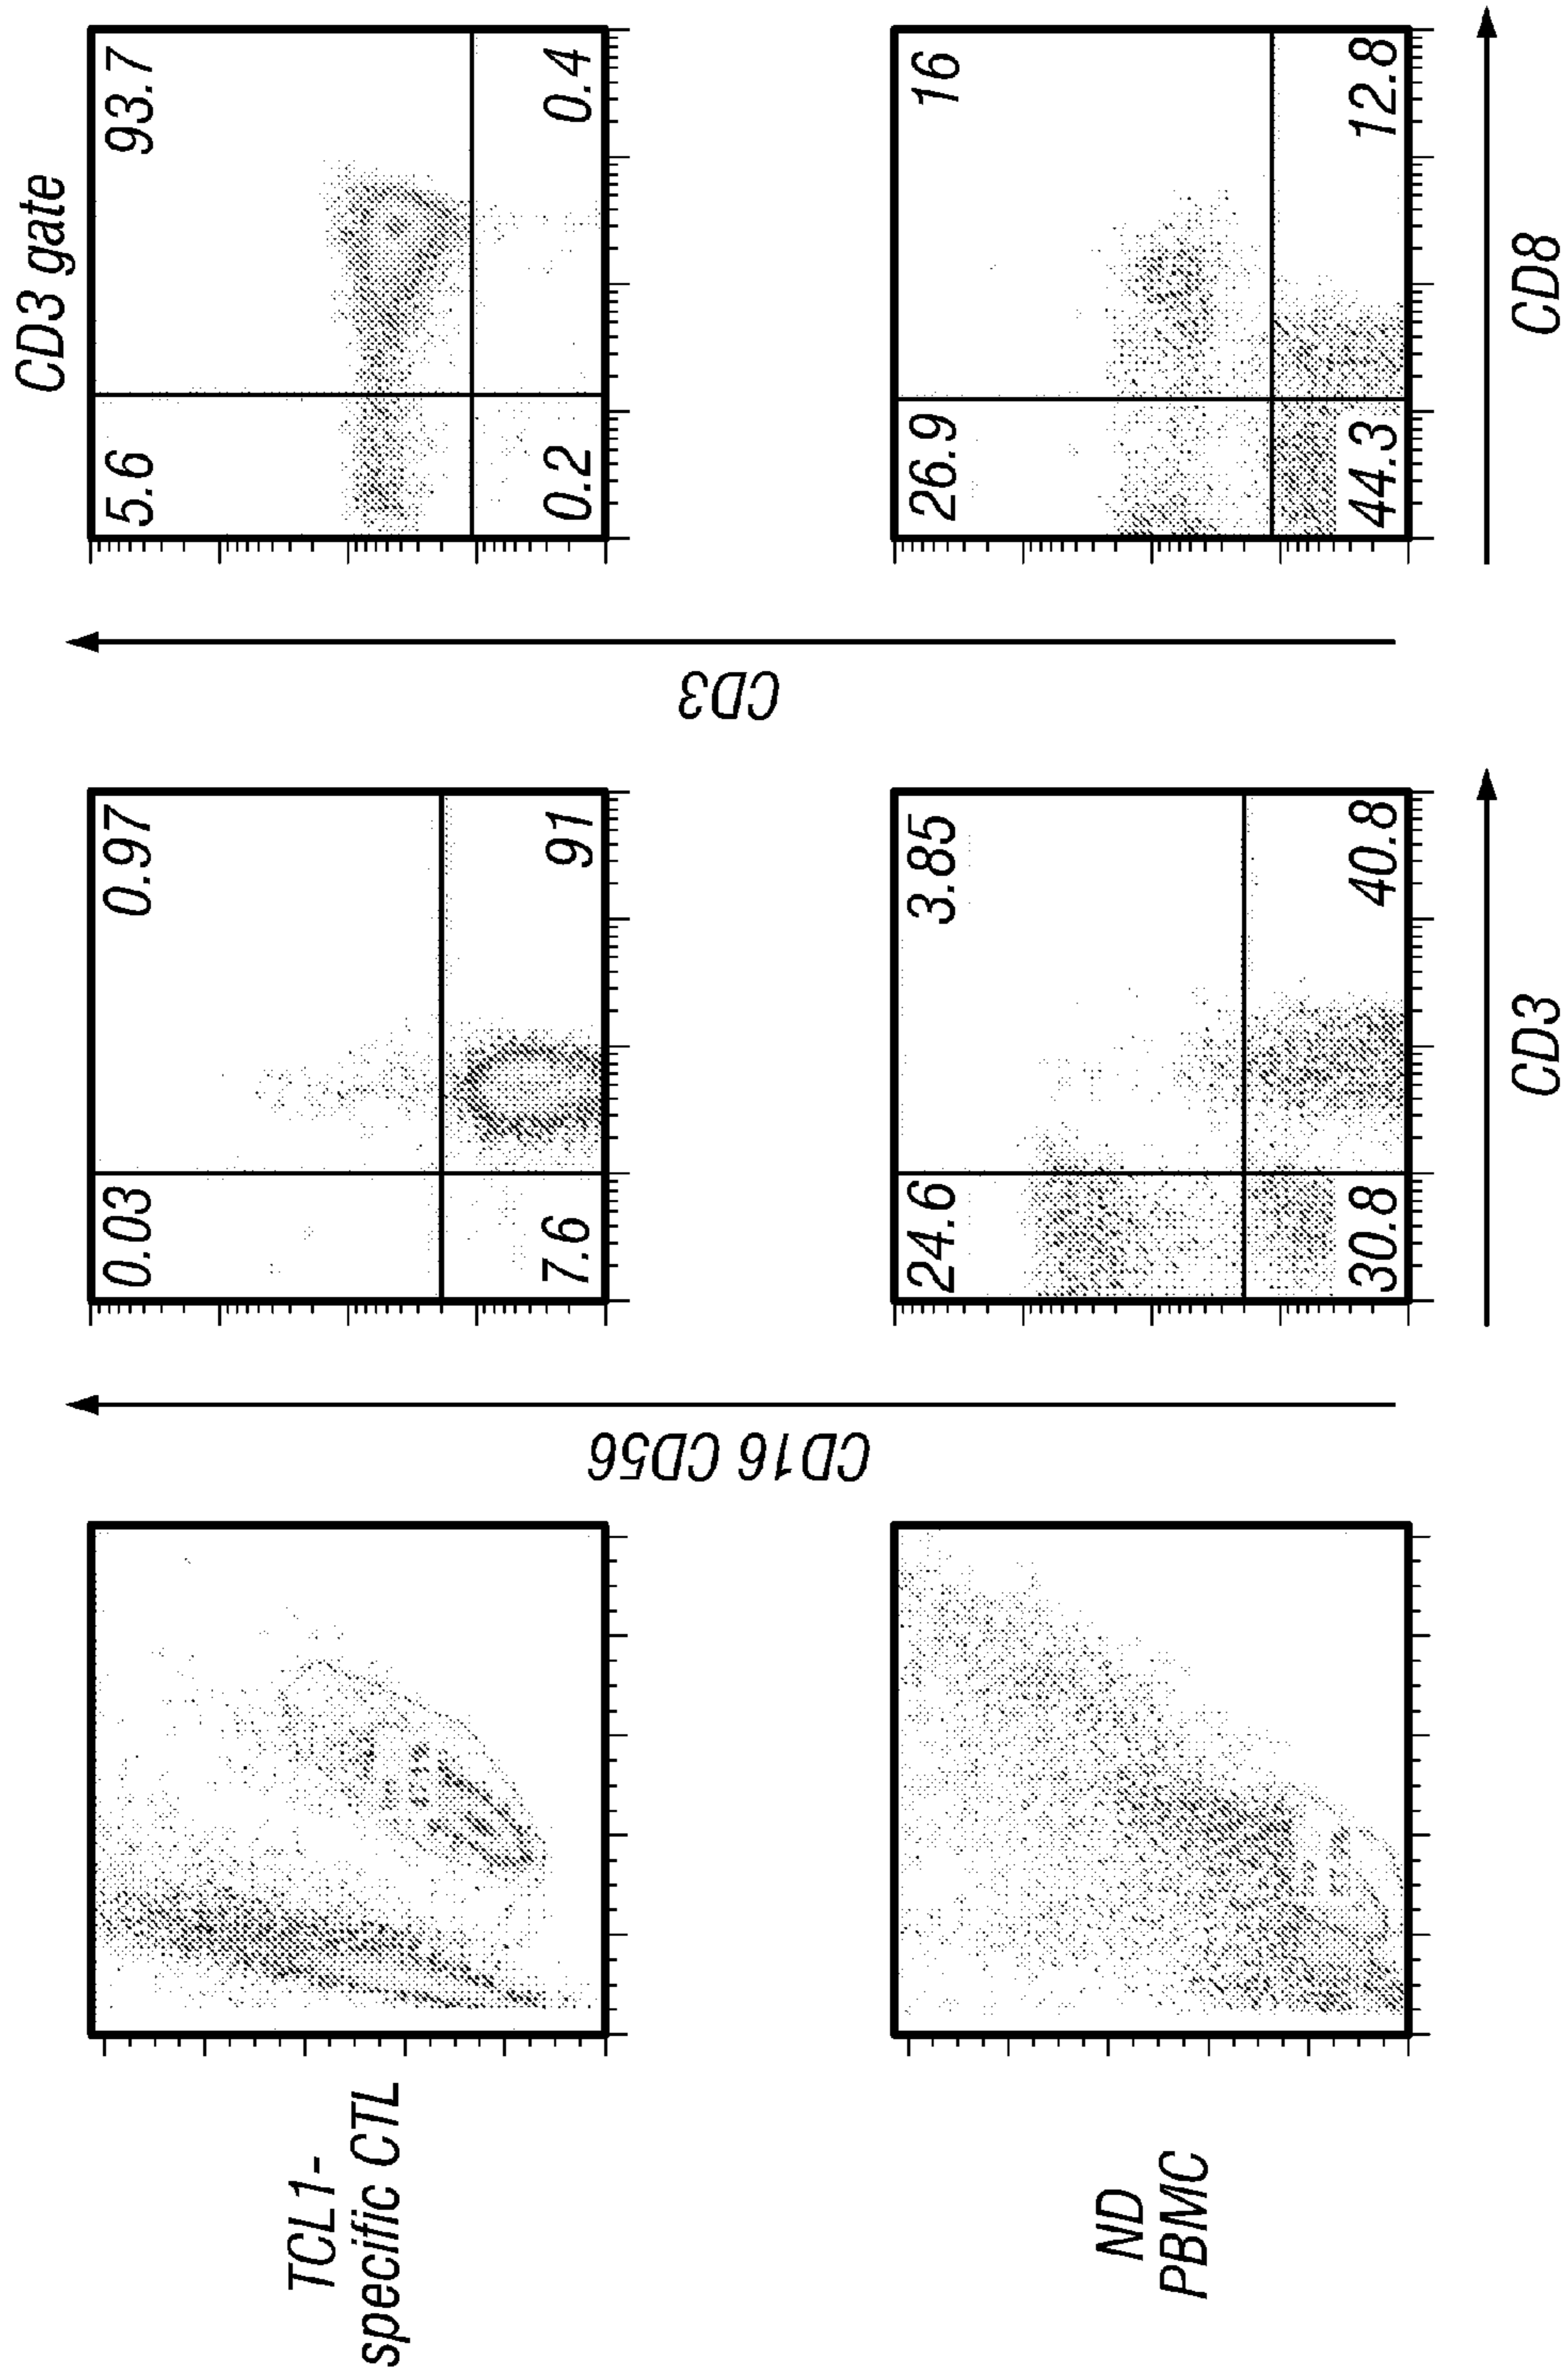 CD3 gate
TCL1-
specific CTL
0.03
0.97
7.6
91
5.6
93.7
0.2
0.4
CD16 CD56
CD3
ND
PBMC
24.6
3.85
30.8
40.8
26.9
16
44.3
12.8
CD3
CD8